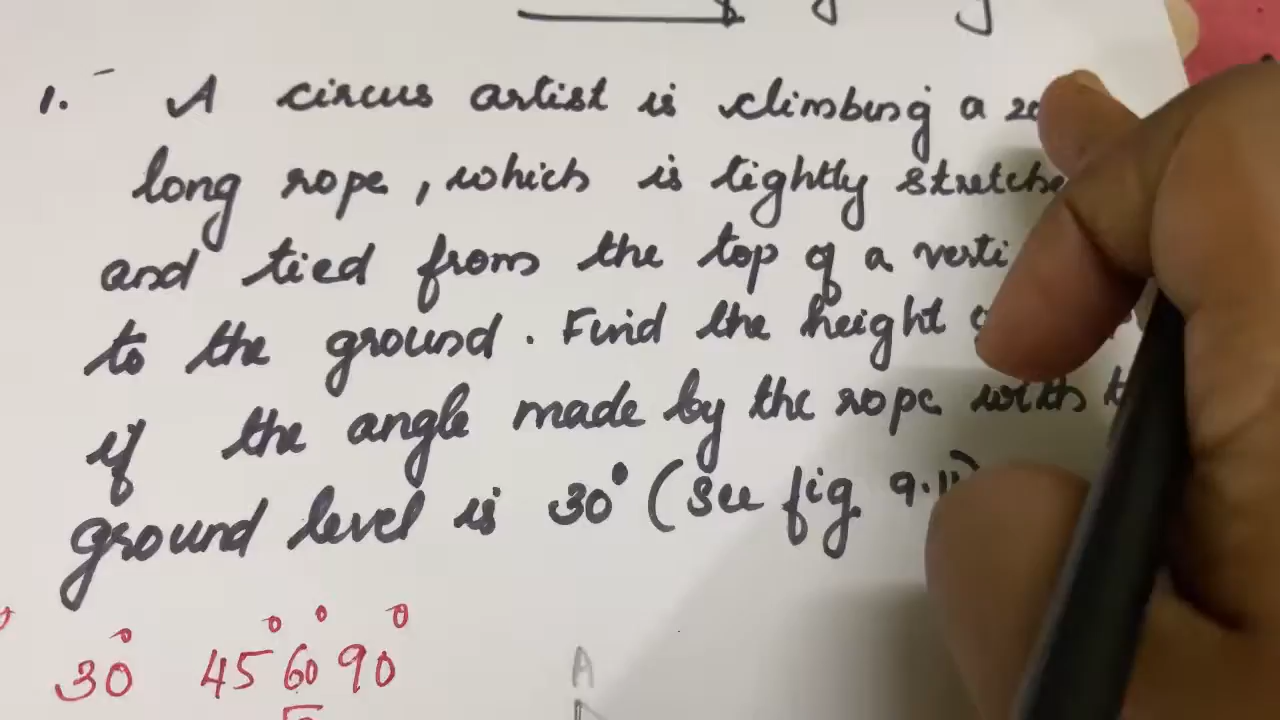 1. A circus artist is climbing a
long rope, which is tightly
and tied from the top of a
to the ground. Find the height
if the angle made by the rope with
ground level is 30° (See fig 9.11)
30° 45° 60° 90°
A